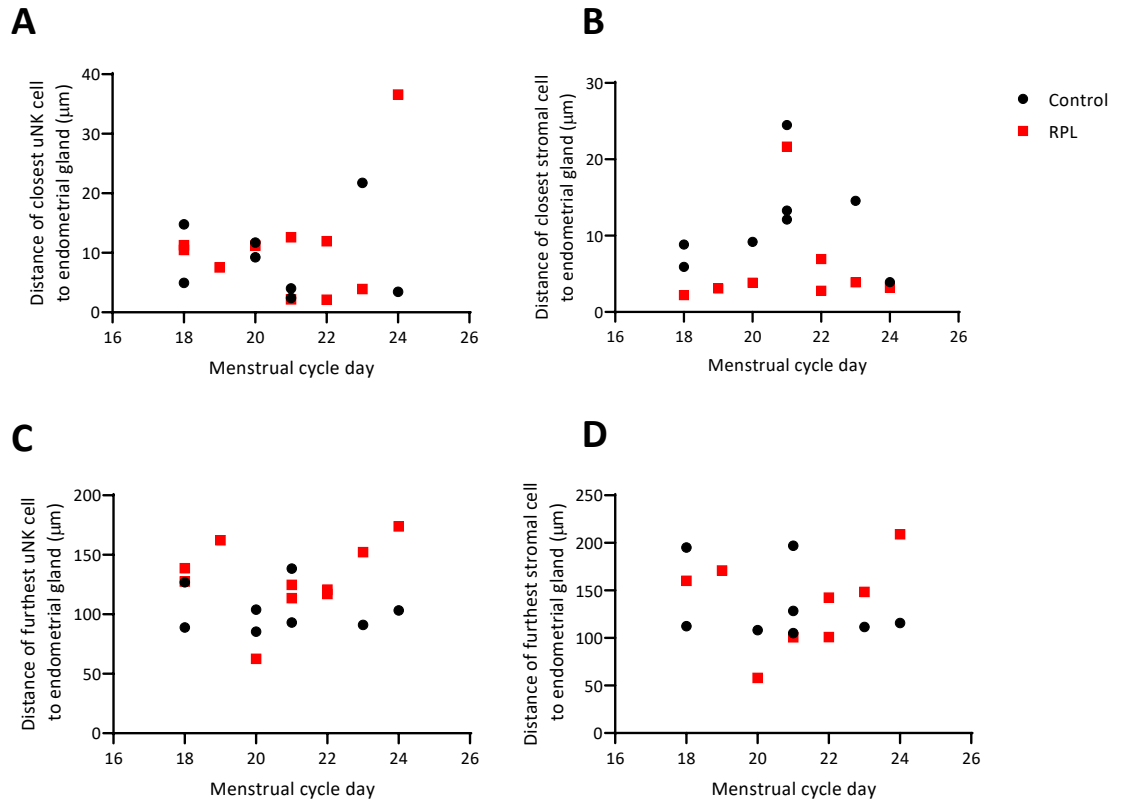 A
Distance of closest uNK cell
to endometrial gland (μm)
40
30
20
10
0
16 18 20 22 24 26
Menstrual cycle day
B
Distance of closest stromal cell
to endometrial gland (μm)
30
20
10
0
16 18 20 22 24 26
Menstrual cycle day
Control
RPL
C
Distance of furthest uNK cell
to endometrial gland (μm)
200
150
100
50
0
16 18 20 22 24 26
Menstrual cycle day
D
Distance of furthest stromal cell
to endometrial gland (μm)
250
200
150
100
50
0
16 18 20 22 24 26
Menstrual cycle day